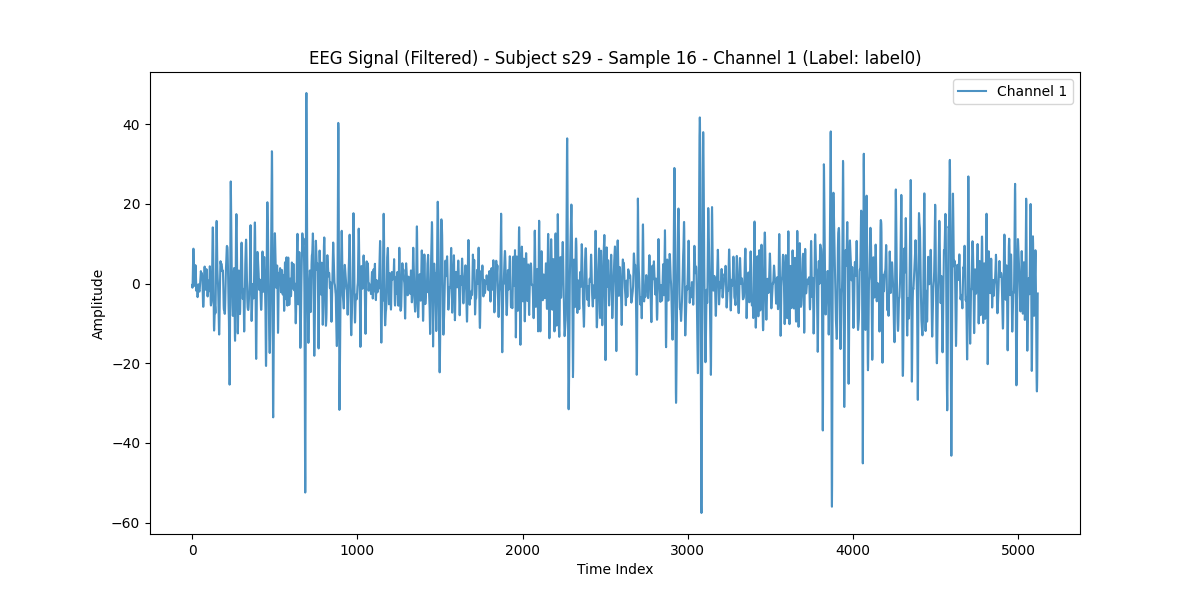 EEG Signal (Filtered) - Subject s29 - Sample 16 - Channel 1 (Label: label0)
Channel 1
40
20
0
−20
−40
−60
Amplitude
0 1000 2000 3000 4000 5000
Time Index